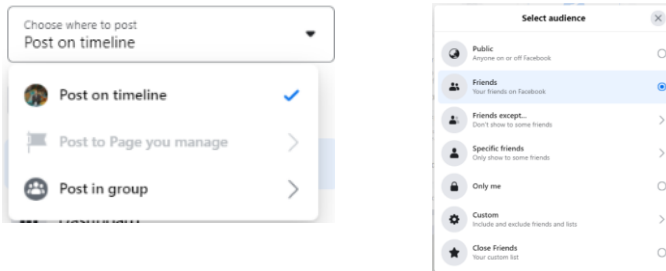 Choose where to post
Post on timeline
Post on timeline
Post to Page you manage
Post in group
Select audience
Public
Anyone on or off Facebook
Friends
Your friends on Facebook
Friends except...
Don't show to some friends
Specific friends
Only show to some friends
Only me
Custom
Include and exclude friends and lists
Close Friends
Your custom list